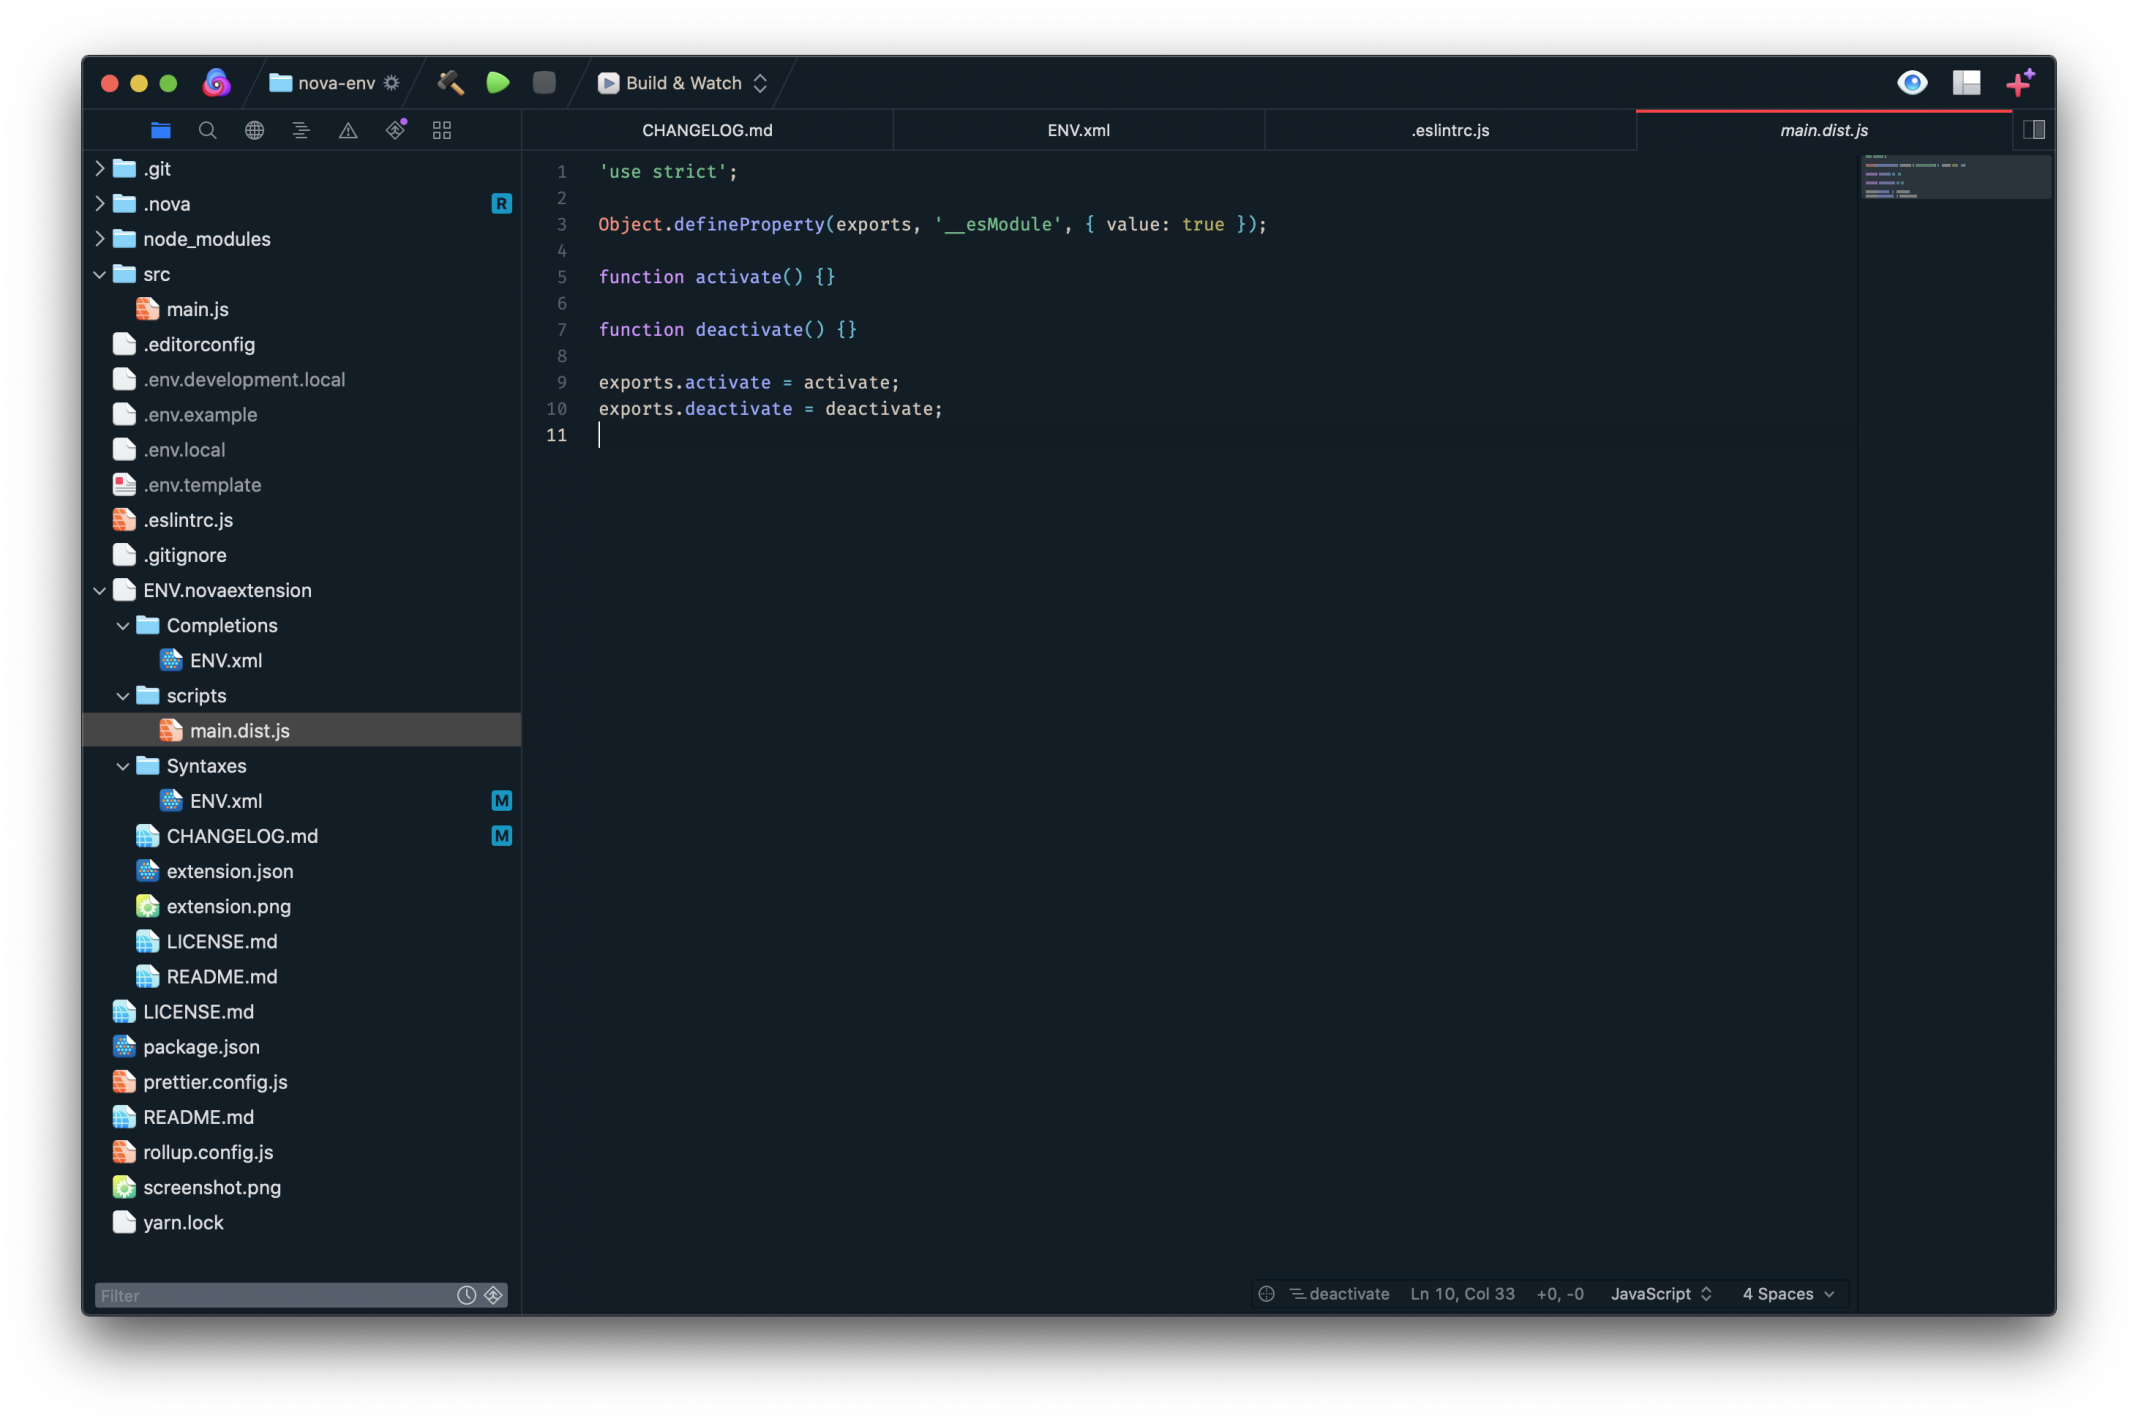 nova-env
Build & Watch
CHANGELOG.md
ENV.xml
.eslintrc.js
main.dist.js
.git
.nova
R
node_modules
src
main.js
.editorconfig
.env.development.local
.env.example
.env.local
.env.template
.eslintrc.js
.gitignore
ENV.novaextension
Completions
ENV.xml
scripts
main.dist.js
Syntaxes
ENV.xml
M
CHANGELOG.md
M
extension.json
extension.png
LICENSE.md
README.md
LICENSE.md
package.json
prettier.config.js
README.md
rollup.config.js
screenshot.png
yarn.lock
Filter
1 'use strict';
2
3 Object.defineProperty(exports, '__esModule', { value: true });
4
5 function activate() {}
6
7 function deactivate() {}
8
9 exports.activate = activate;
10 exports.deactivate = deactivate;
11
deactivate
Ln 10, Col 33
+0, -0
JavaScript
4 Spaces